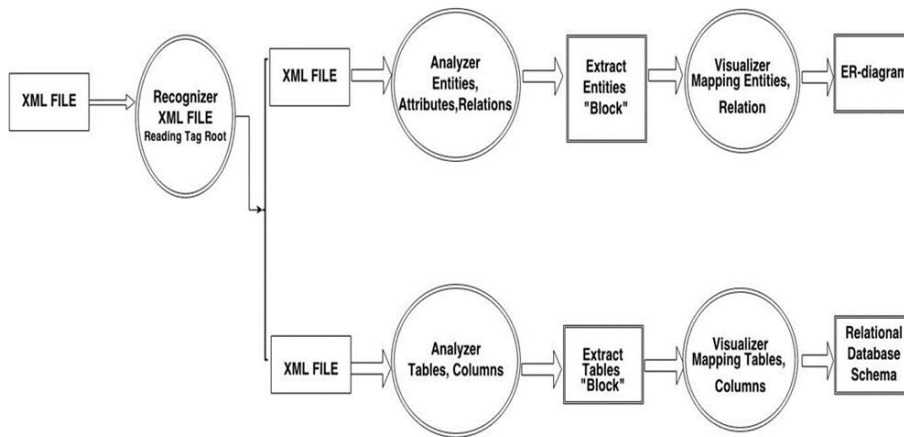 XML FILE
Recognizer
XML FILE
Reading Tag Root
XML FILE
Analyzer
Entities,
Attributes,Relations
Extract
Entities
"Block"
Visualizer
Mapping Entities,
Relation
ER-diagram
XML FILE
Analyzer
Tables, Columns
Extract
Tables
"Block"
Visualizer
Mapping Tables,
Columns,
Relational
Database
Schema